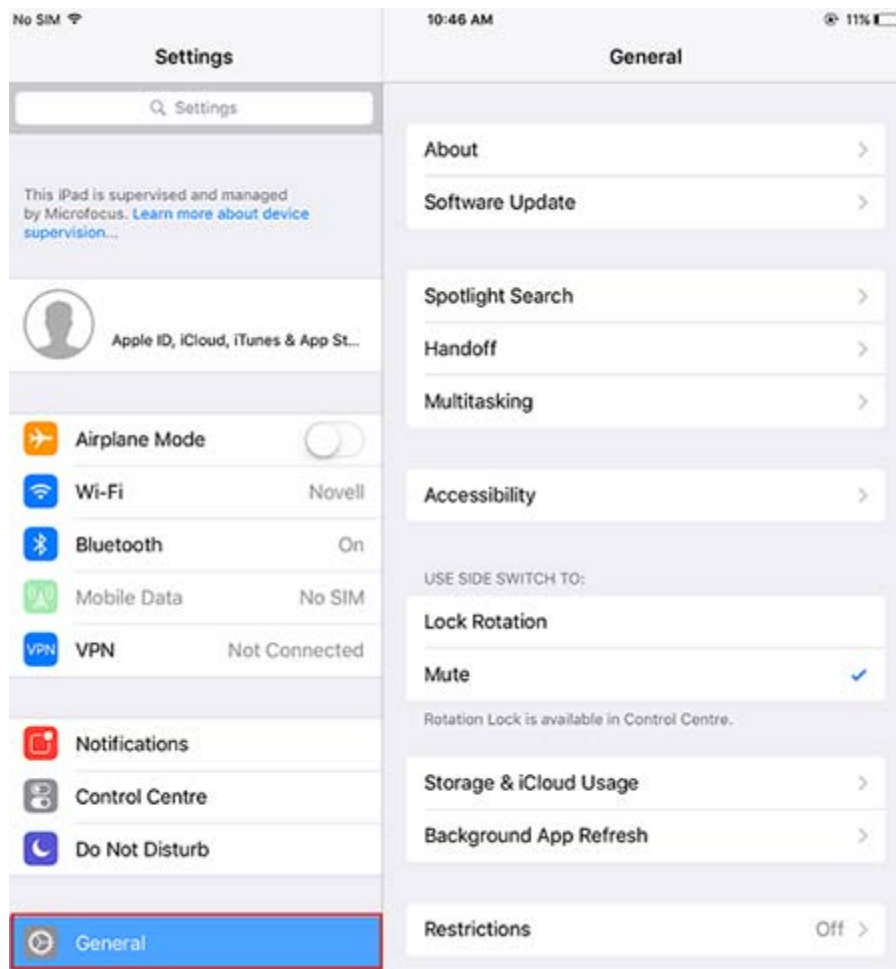 No SIM
10:46 AM
11%
Settings
General
Settings
This iPad is supervised and managed
by Microfocus. Learn more about device
supervision...
Apple ID, iCloud, iTunes & App St...
Airplane Mode
Wi-Fi Novell
Bluetooth On
Mobile Data No SIM
VPN VPN Not Connected
Notifications
Control Centre
Do Not Disturb
General
About
Software Update
Spotlight Search
Handoff
Multitasking
Accessibility
USE SIDE SWITCH TO:
Lock Rotation
Mute
Rotation Lock is available in Control Centre.
Storage & iCloud Usage
Background App Refresh
Restrictions Off